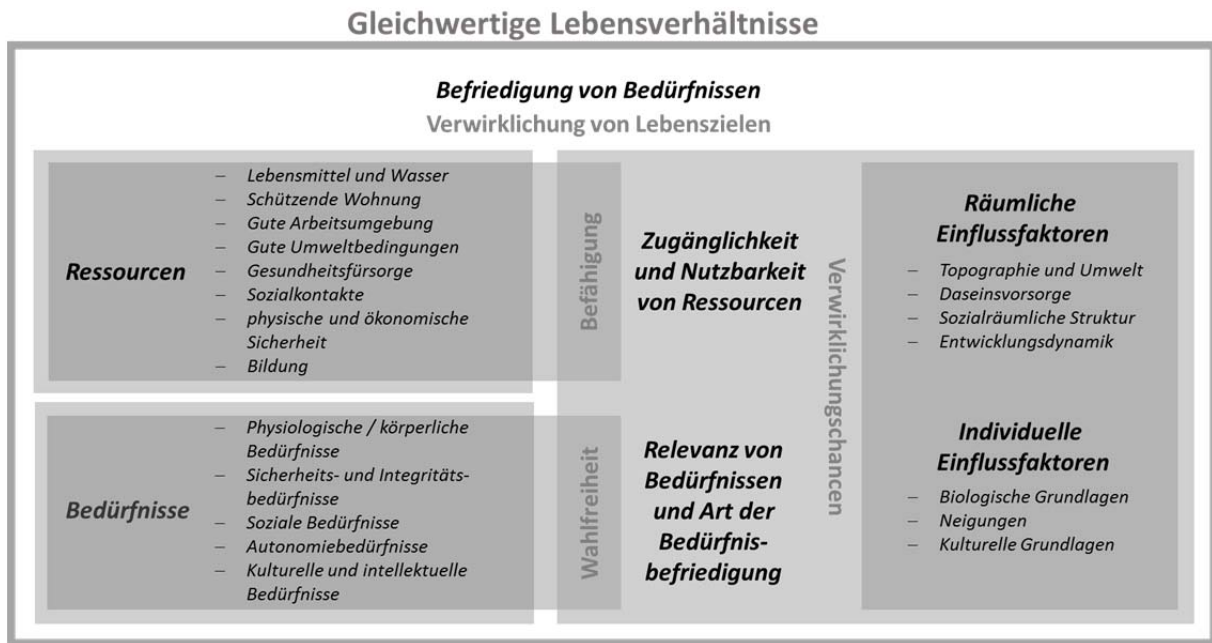 Gleichwertige Lebensverhältnisse
Befriedigung von Bedürfnissen
Verwirklichung von Lebenszielen
Ressourcen
– Lebensmittel und Wasser
– Schützende Wohnung
– Gute Arbeitsumgebung
– Gute Umweltbedingungen
– Gesundheitsfürsorge
– Sozialkontakte
– physische und ökonomische
Sicherheit
– Bildung
Befähigung
Zugänglichkeit
und Nutzbarkeit
von Ressourcen
Bedürfnisse
– Physiologische / körperliche
Bedürfnisse
– Sicherheits- und Integritäts-
bedürfnisse
– Soziale Bedürfnisse
– Autonomiebedürfnisse
– Kulturelle und intellektuelle
Bedürfnisse
Wahlfreiheit
Relevanz von
Bedürfnissen
und Art der
Bedürfnis-
befriedigung
Verwirklichungschancen
Räumliche
Einflussfaktoren
– Topographie und Umwelt
– Daseinsvorsorge
– Sozialräumliche Struktur
– Entwicklungsdynamik
Individuelle
Einflussfaktoren
– Biologische Grundlagen
– Neigungen
– Kulturelle Grundlagen